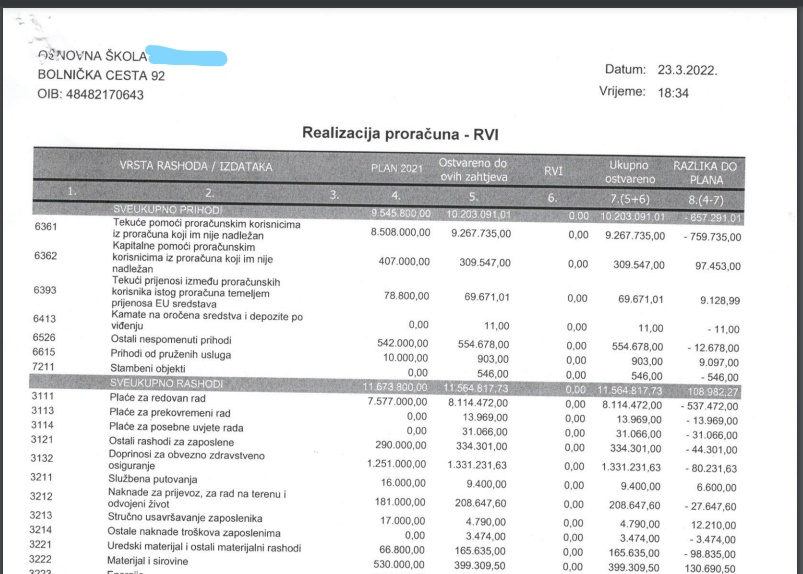 OSNOVNA ŠKOLA
BOLNIČKA CESTA 92
OIB: 48482170643
Datum: 23.3.2022.
Vrijeme: 18:34
Realizacija proračuna - RVI
VRSTA RASHODA / IZDATAKA PLAN 2021 Ostvareno do ovih zahtjeva RVI Ukupno ostvareno RAZLIKA DO PLANA
1. 2. 3. 4. 5. 6. 7.(5+6) 8.(4-7)
SVEUKUPNO PRIHODI 9.545.800,00 10.203.091,01 0,00 10.203.091,01 - 657.291,01
6361 Tekuće pomoći proračunskim korisnicima
iz proračuna koji im nije nadležan 8.508.000,00 9.267.735,00 0,00 9.267.735,00 - 759.735,00
6362 Kapitalne pomoći proračunskim
korisnicima iz proračuna koji im nije 407.000,00 309.547,00 0,00 309.547,00 97.453,00
nadležan
6393 Tekući prijenosi između proračunskih
korisnika istog proračuna temeljem 78.800,00 69.671,01 0,00 69.671,01 9.128,99
prijenosa EU sredstava
6413 Kamate na oročena sredstva i depozite po
viđenju 0,00 11,00 0,00 11,00 - 11,00
6526 Ostali nespomenuti prihodi 542.000,00 554.678,00 0,00 554.678,00 - 12.678,00
6615 Prihodi od pruženih usluga 10.000,00 903,00 0,00 903,00 9.097,00
7211 Stambeni objekti 0,00 546,00 0,00 546,00 - 546,00
SVEUKUPNO RASHODI 11.673.800,00 11.564.817,73 0,00 11.564.817,73 108.982,27
3111 Plaće za redovan rad 7.577.000,00 8.114.472,00 0,00 8.114.472,00 - 537.472,00
3113 Plaće za prekovremeni rad 0,00 13.969,00 0,00 13.969,00 - 13.969,00
3114 Plaće za posebne uvjete rada 0,00 31.066,00 0,00 31.066,00 - 31.066,00
3121 Ostali rashodi za zaposlene 290.000,00 334.301,00 0,00 334.301,00 - 44.301,00
3132 Doprinosi za obvezno zdravstveno
osiguranje 1.251.000,00 1.331.231,63 0,00 1.331.231,63 - 80.231,63
3211 Službena putovanja 16.000,00 9.400,00 0,00 9.400,00 6.600,00
3212 Naknade za prijevoz, za rad na terenu i
odvojeni život 181.000,00 208.647,60 0,00 208.647,60 - 27.647,60
3213 Stručno usavršavanje zaposlenika 17.000,00 4.790,00 0,00 4.790,00 12.210,00
3214 Ostale naknade troškova zaposlenima 0,00 3.474,00 0,00 3.474,00 - 3.474,00
3221 Uredski materijal i ostali materijalni rashodi 66.800,00 165.635,00 0,00 165.635,00 - 98.835,00
3222 Materijal i sirovine 530.000,00 399.309,50 0,00 399.309,50 130.690,50